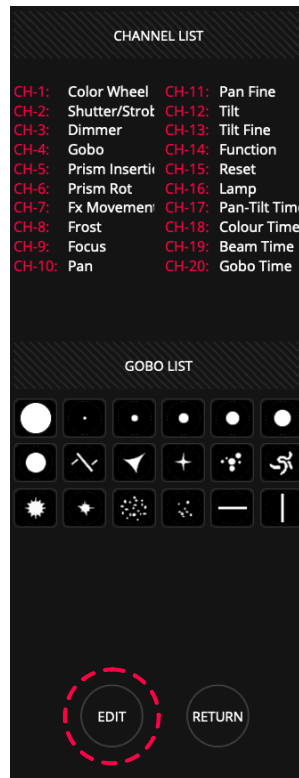 CHANNEL LIST
CH-1: Color Wheel CH-11: Pan Fine
CH-2: Shutter/Strob CH-12: Tilt
CH-3: Dimmer CH-13: Tilt Fine
CH-4: Gobo CH-14: Function
CH-5: Prism Insertio CH-15: Reset
CH-6: Prism Rot CH-16: Lamp
CH-7: Fx Movement CH-17: Pan-Tilt Time
CH-8: Frost CH-18: Colour Time
CH-9: Focus CH-19: Beam Time
CH-10: Pan CH-20: Gobo Time
GOBO LIST
EDIT RETURN